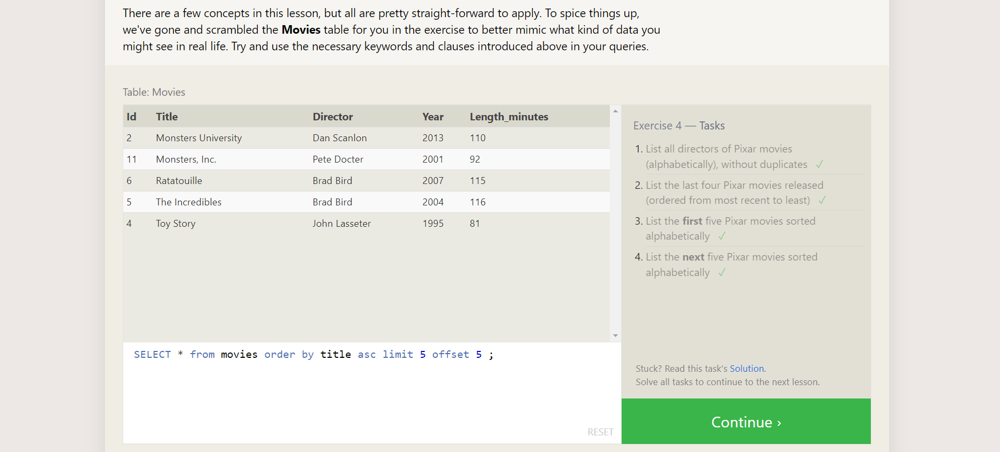 There are a few concepts in this lesson, but all are pretty straight-forward to apply. To spice things up,
we've gone and scrambled the Movies table for you in the exercise to better mimic what kind of data you
might see in real life. Try and use the necessary keywords and clauses introduced above in your queries.
Table: Movies
Id Title Director Year Length_minutes
2 Monsters University Dan Scanlon 2013 110
11 Monsters, Inc. Pete Docter 2001 92
6 Ratatouille Brad Bird 2007 115
5 The Incredibles Brad Bird 2004 116
4 Toy Story John Lasseter 1995 81
SELECT * from movies order by title asc limit 5 offset 5 ;
RESET
Exercise 4 — Tasks
1. List all directors of Pixar movies
(alphabetically), without duplicates ✓
2. List the last four Pixar movies released
(ordered from most recent to least) ✓
3. List the first five Pixar movies sorted
alphabetically ✓
4. List the next five Pixar movies sorted
alphabetically ✓
Stuck? Read this task's Solution.
Solve all tasks to continue to the next lesson.
Continue ›